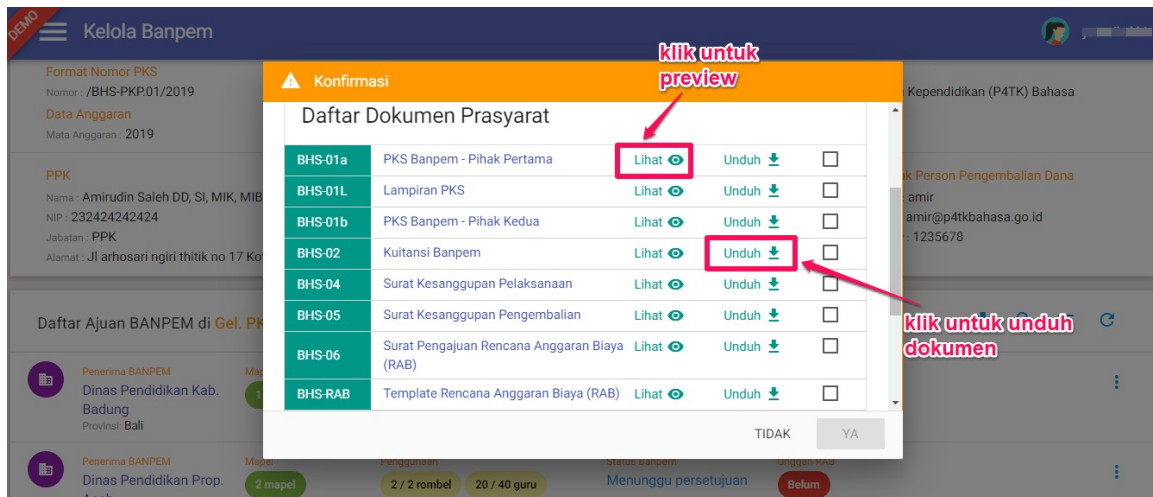 DEMO
Kelola Banpem
klik untuk
preview
Format Nomor PKS
Nomor : /BHS-PKP.01/2019
Data Anggaran
Mata Anggaran : 2019
Kependidikan (P4TK) Bahasa
Konfirmasi
Daftar Dokumen Prasyarat
BHS-01a PKS Banpem - Pihak Pertama Lihat Unduh
BHS-01L Lampiran PKS Lihat Unduh
BHS-01b PKS Banpem - Pihak Kedua Lihat Unduh
BHS-02 Kuitansi Banpem Lihat Unduh
BHS-04 Surat Kesanggupan Pelaksanaan Lihat Unduh
BHS-05 Surat Kesanggupan Pengembalian Lihat Unduh
BHS-06 Surat Pengajuan Rencana Anggaran Biaya Lihat Unduh
(RAB)
BHS-RAB Template Rencana Anggaran Biaya (RAB) Lihat Unduh
TIDAK YA
PPK
Nama : Amirudin Saleh DD, SI, MIK, MIB
NIP : 232424242424
Jabatan : PPK
Alamat : Jl arhosari ngiri thitik no 17 Ko
k Person Pengembalian Dana
amir
amir@p4tkbahasa.go.id
: 1235678
klik untuk unduh
dokumen
Daftar Ajuan BANPEM di Gel. PK
Penerima BANPEM
Dinas Pendidikan Kab.
Badung
Provinsi: Bali
Penerima BANPEM Mapel Penggunaan Status Banpem Unggah RAB
Dinas Pendidikan Prop. 2 mapel 2 / 2 rombel 20 / 40 guru Menunggu persetujuan Belum